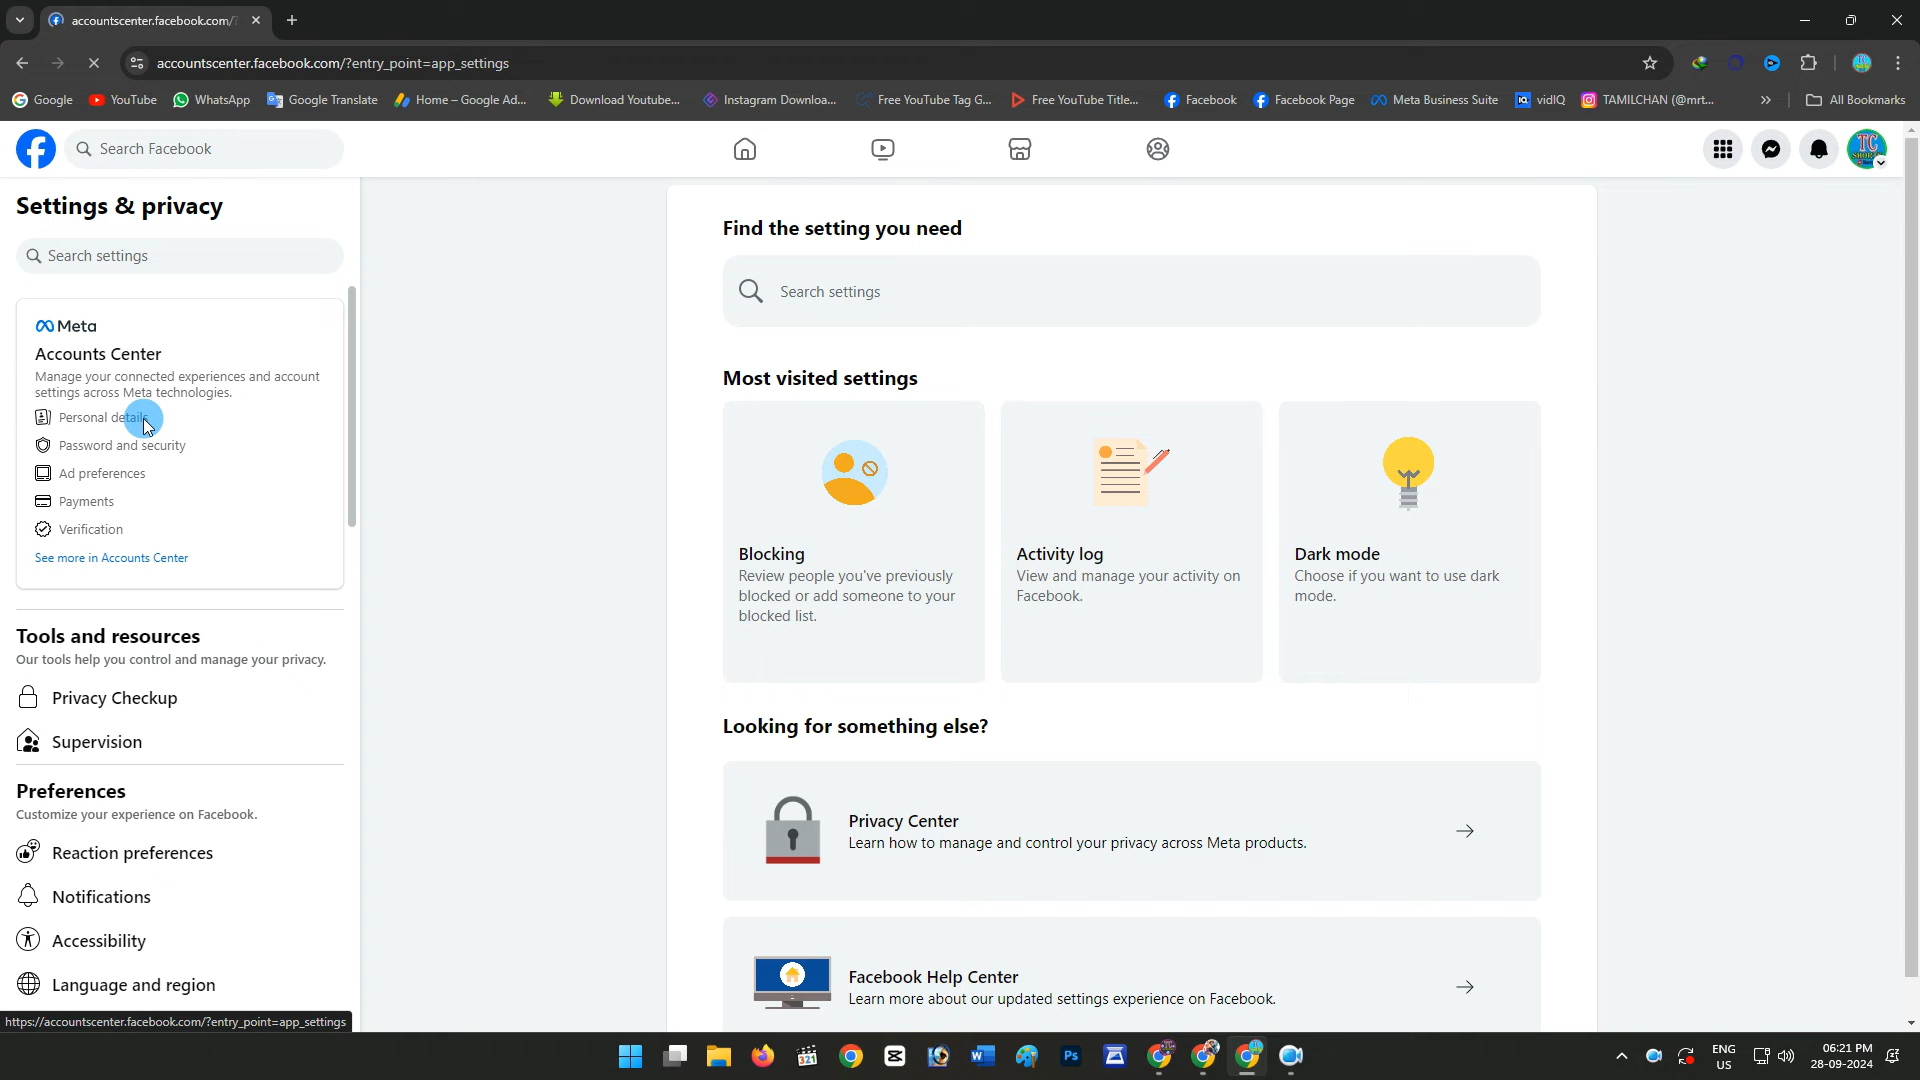 accountscenter.facebook.com/?
accountscenter.facebook.com/?entry_point=app_settings
Google
YouTube
WhatsApp
Google Translate
Home – Google Ad...
Download Youtube...
Instagram Downloa...
Free YouTube Tag G...
Free YouTube Title...
Facebook
Facebook Page
Meta Business Suite
vidIQ
TAMILCHAN (@mrt...
»
All Bookmarks
Search Facebook
Settings & privacy
Search settings
Meta
Accounts Center
Manage your connected experiences and account
settings across Meta technologies.
Personal details
Password and security
Ad preferences
Payments
Verification
See more in Accounts Center
Tools and resources
Our tools help you control and manage your privacy.
Privacy Checkup
Supervision
Preferences
Customize your experience on Facebook.
Reaction preferences
Notifications
Accessibility
Language and region
https://accountscenter.facebook.com/?entry_point=app_settings
Find the setting you need
Search settings
Most visited settings
Blocking
Review people you've previously
blocked or add someone to your
blocked list.
Activity log
View and manage your activity on
Facebook.
Dark mode
Choose if you want to use dark
mode.
Looking for something else?
Privacy Center
Learn how to manage and control your privacy across Meta products.
Facebook Help Center
Learn more about our updated settings experience on Facebook.
ENG
US
06:21 PM
28-09-2024